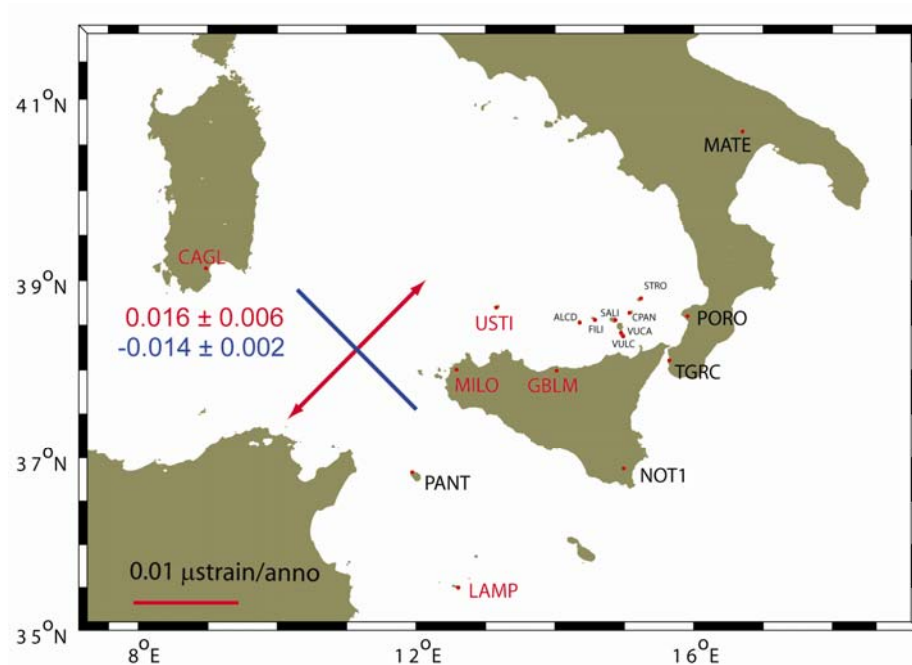 41°N
MATE
39°N
CAGL
STRO
0.016 ± 0.006
USTI
ALCD
SALI
CPAN
PORO
FILI
VUCA
-0.014 ± 0.002
VULC
TGRC
MILO
GBLM
37°N
PANT
NOT1
0.01 µstrain/anno
LAMP
35°N
8°E
12°E
16°E